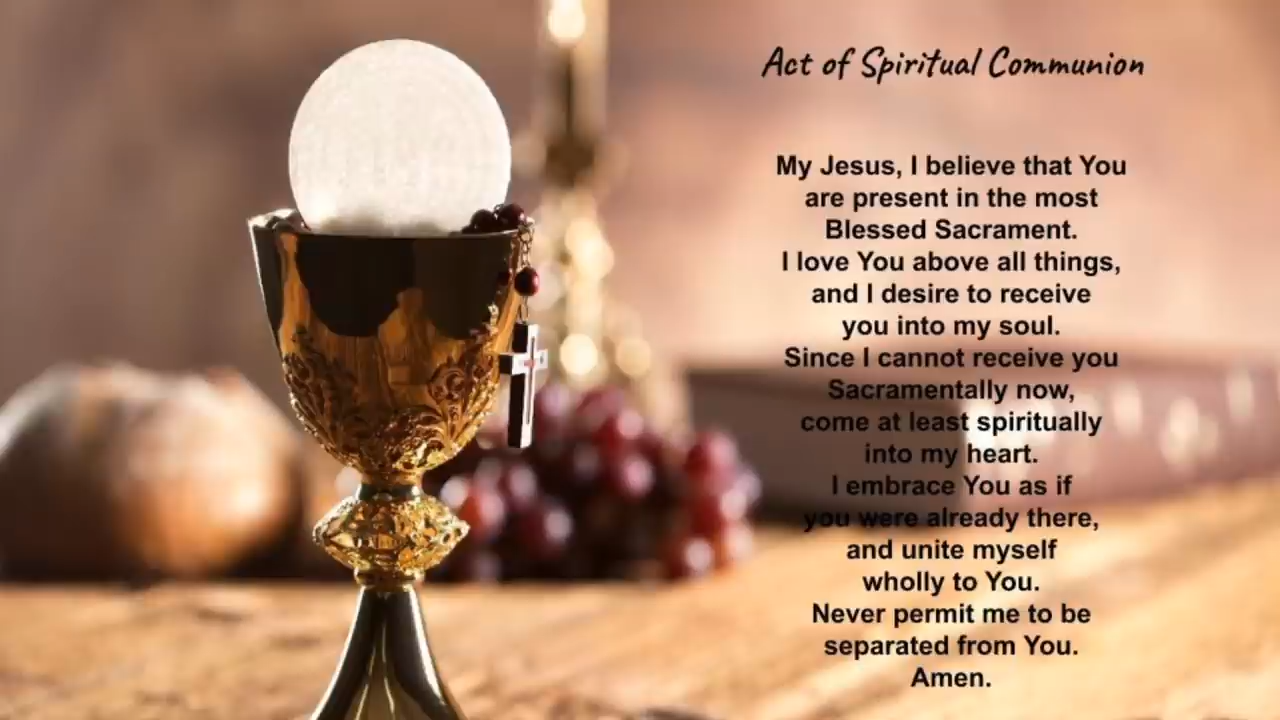 Act of Spiritual Communion
My Jesus, I believe that You
are present in the most
Blessed Sacrament.
I love You above all things,
and I desire to receive
you into my soul.
Since I cannot receive you
Sacramentally now,
come at least spiritually
into my heart.
I embrace You as if
you were already there,
and unite myself
wholly to You.
Never permit me to be
separated from You.
Amen.